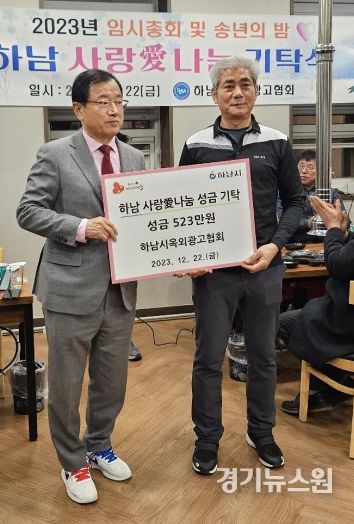 2023년 임시총회 및 송년의 밤
하남 사랑愛나눔 기탁식
일시 : 22(금) 하남 광고협회
하남시
하남 사랑愛나눔 성금 기탁
성금 523만원
하남시옥외광고협회
2023. 12. 22.(금)
경기뉴스원